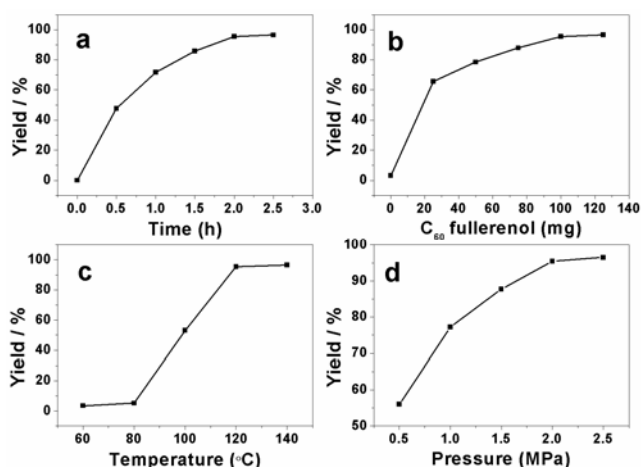 a
Yield / %
100
80
60
40
20
0
0.0 0.5 1.0 1.5 2.0 2.5 3.0
Time (h)
b
Yield / %
100
80
60
40
20
0
0 20 40 60 80 100 120 140
C₆₀ fullerenol (mg)
c
Yield / %
100
80
60
40
20
0
60 80 100 120 140
Temperature (°C)
d
Yield / %
100
90
80
70
60
50
0.5 1.0 1.5 2.0 2.5
Pressure (MPa)